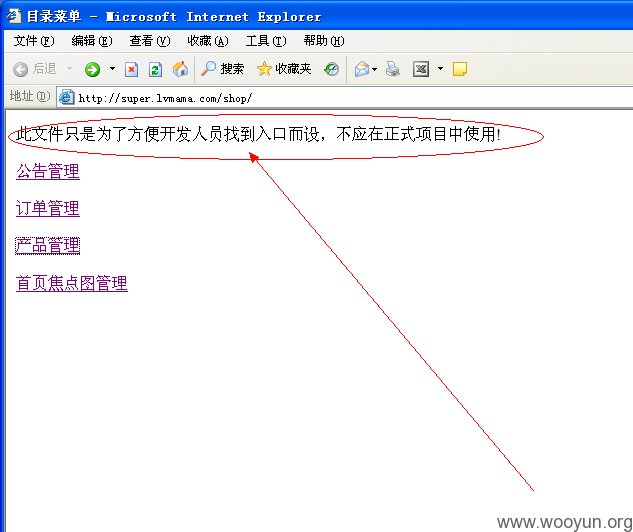 目录菜单 - Microsoft Internet Explorer
文件(F) 编辑(E) 查看(V) 收藏(A) 工具(T) 帮助(H)
后退 搜索 收藏夹
地址(D) http://super.lvmama.com/shop/
此文件只是为了方便开发人员找到入口而设，不应在正式项目中使用!
公告管理
订单管理
产品管理
首页焦点图管理
www.wooyun.org